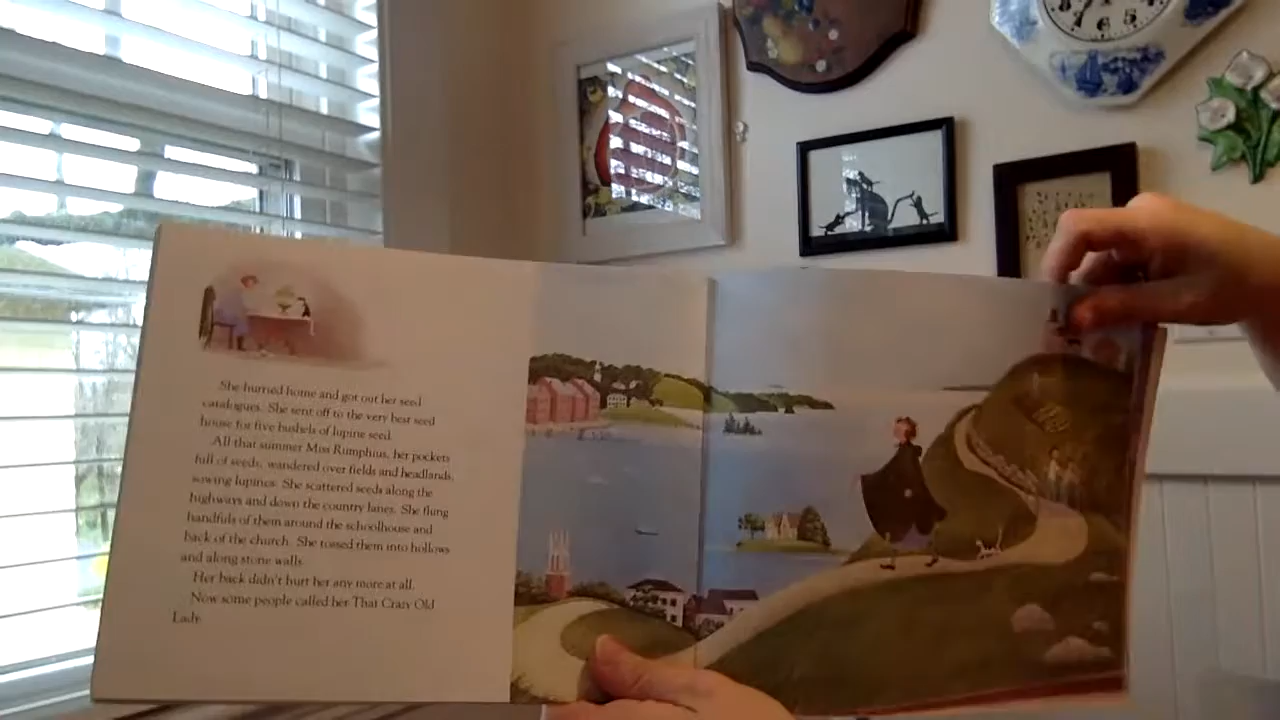 She hurried home and got out her seed
catalogues. She sent off to the very best seed
house for five bushels of lupine seed.
All that summer Miss Rumphius, her pockets
full of seeds, wandered over fields and headlands,
sowing lupines. She scattered seeds along the
highways and down the country lanes. She flung
handfuls of them around the schoolhouse and
back of the church. She tossed them into hollows
and along stone walls.
Her back didn't hurt her any more at all.
Now some people called her That Crazy Old
Lady.
7 6 5